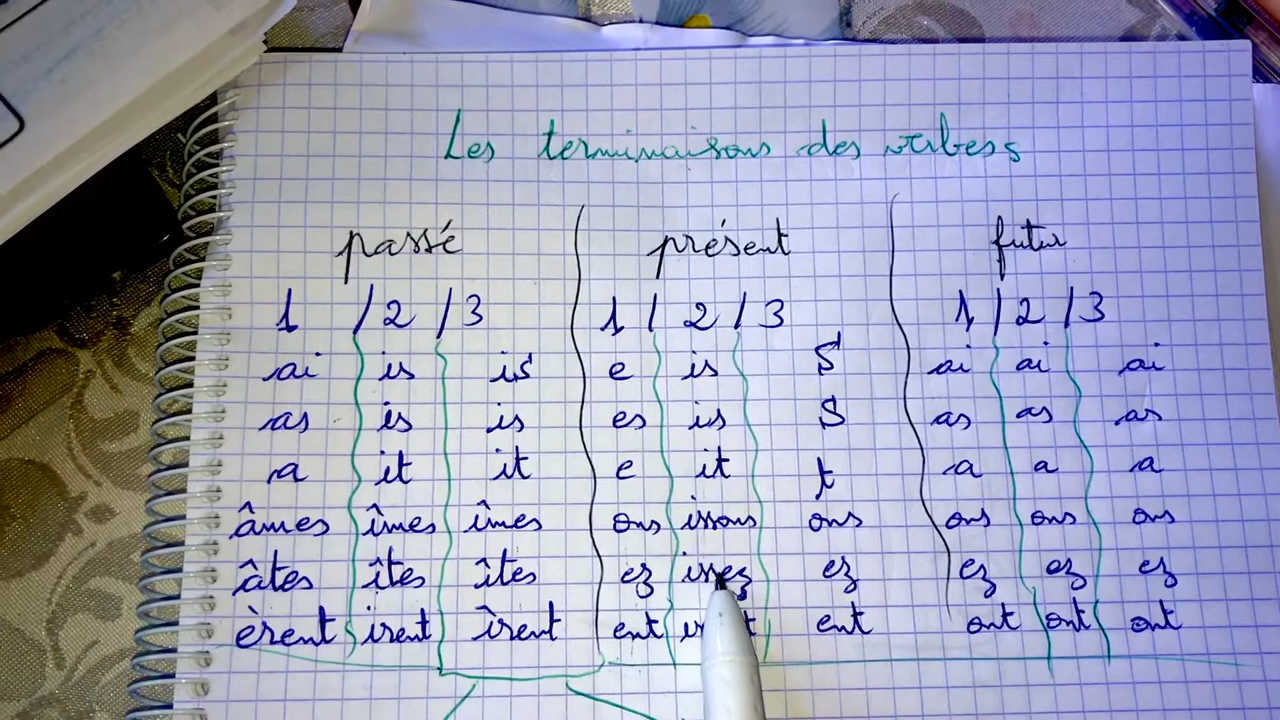 Les terminaisons des verbes
passé présent futur
1 / 2 / 3 1 / 2 / 3 1 / 2 / 3
ai is is e is S ai ai ai
as is is es is S as as as
a it it e it t a a a
âmes îmes îmes ons issons ons ons ons ons
âtes îtes îtes ez issez ez ez ez ez
èrent irent îrent ent ent ont ont ont